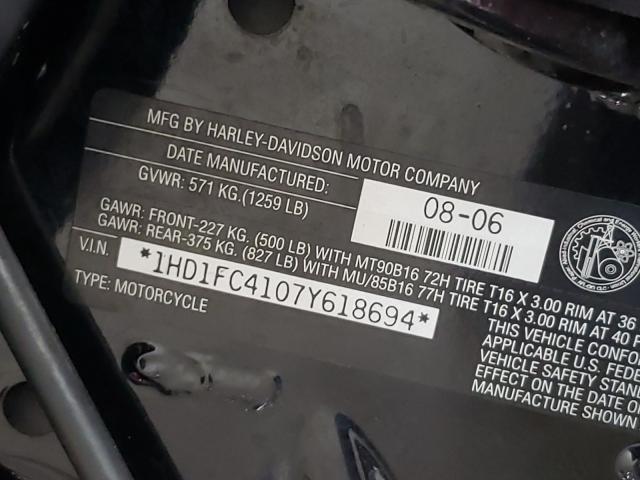 MFG BY HARLEY-DAVIDSON MOTOR COMPANY
DATE MANUFACTURED: 08-06
GVWR: 571 KG.(1259 LB)
GAWR: FRONT-227 KG. (500 LB) WITH MT90B16 72H TIRE T16 X 3.00 RIM AT 36
GAWR: REAR-375 KG. (827 LB) WITH MU/85B16 77H TIRE T16 X 3.00 RIM AT 40
V.I.N. *1HD1FC4107Y618694*
TYPE: MOTORCYCLE
THIS VEHICLE CONFO
APPLICABLE U.S. FEDE
VEHICLE SAFETY STAN
EFFECT ON THE DATE OF
MANUFACTURE SHOWN